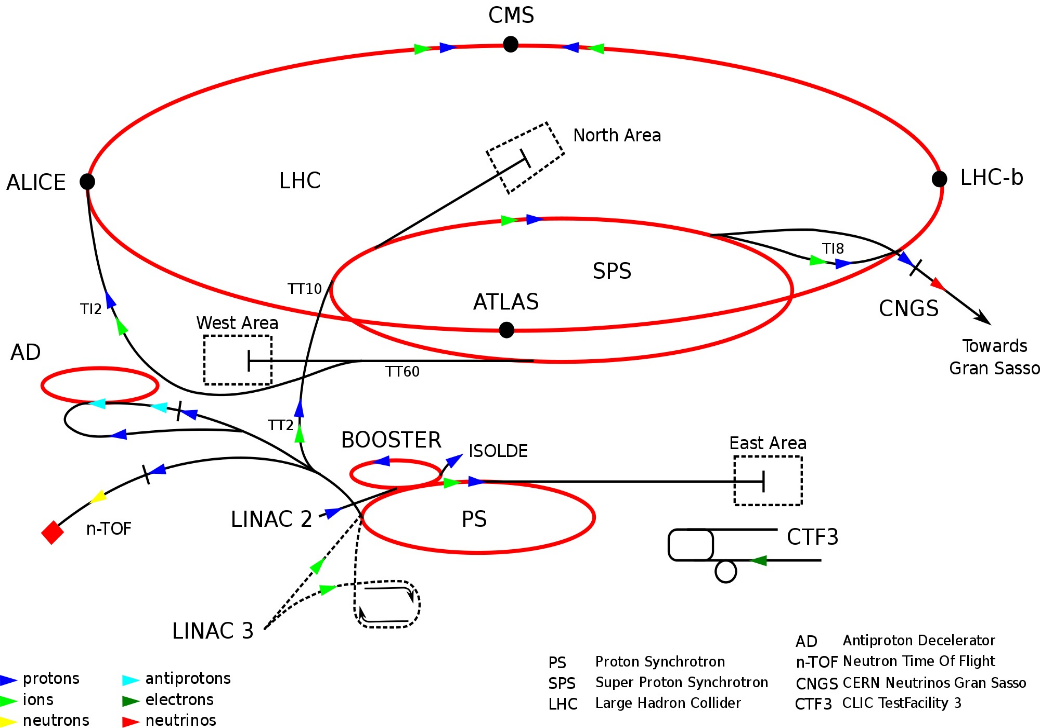 CMS
North Area
ALICE
LHC
LHC-b
TI8
SPS
TT10
ATLAS
CNGS
TI2
West Area
Towards
Gran Sasso
AD
TT60
TT2
BOOSTER
ISOLDE
East Area
LINAC 2
PS
n-TOF
CTF3
LINAC 3
protons
ions
neutrons
antiprotons
electrons
neutrinos
PS Proton Synchrotron
SPS Super Proton Synchrotron
LHC Large Hadron Collider
AD Antiproton Decelerator
n-TOF Neutron Time Of Flight
CNGS CERN Neutrinos Gran Sasso
CTF3 CLIC TestFacility 3